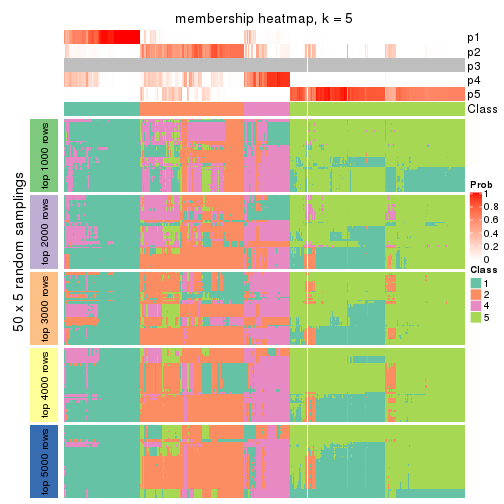 membership heatmap, k = 5
p1
p2
p3
p4
p5
Class
50 x 5 random samplings
top 1000 rows
top 2000 rows
top 3000 rows
top 4000 rows
top 5000 rows
Prob
1
0.8
0.6
0.4
0.2
0
Class
1
2
4
5